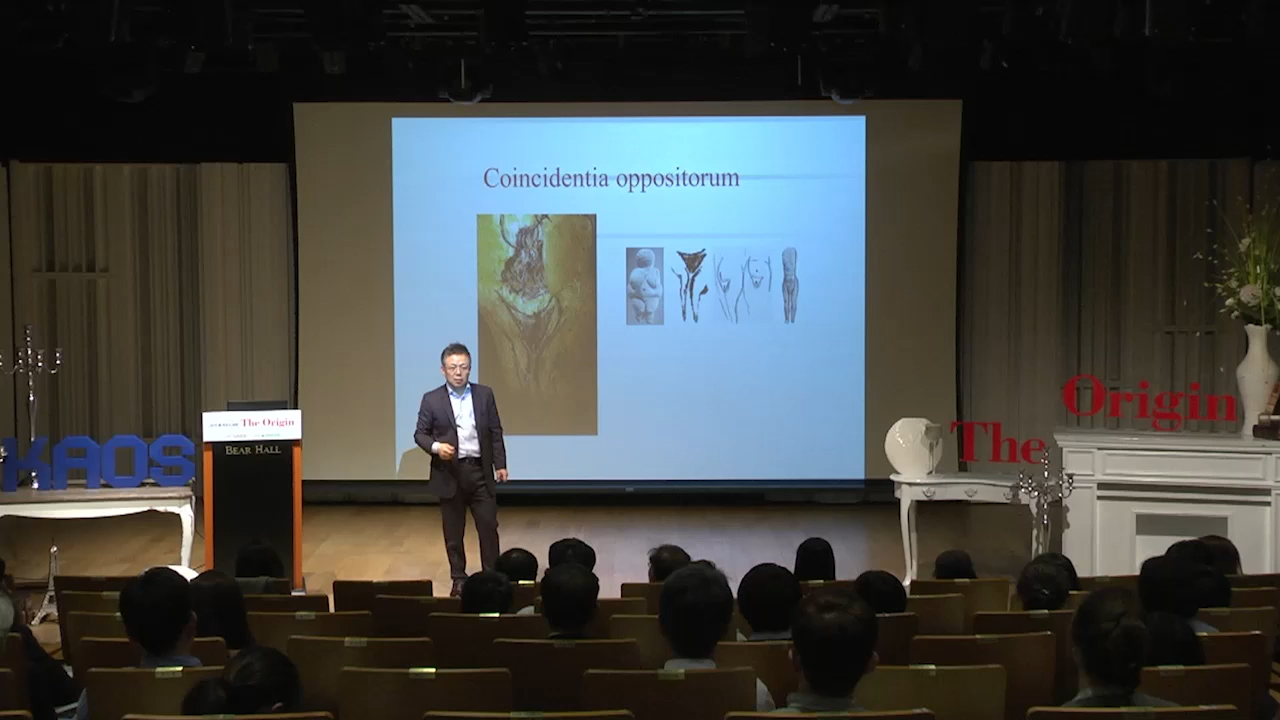 Coincidentia oppositorum
The Origin
BEAR HALL
KAOS
The
Origin